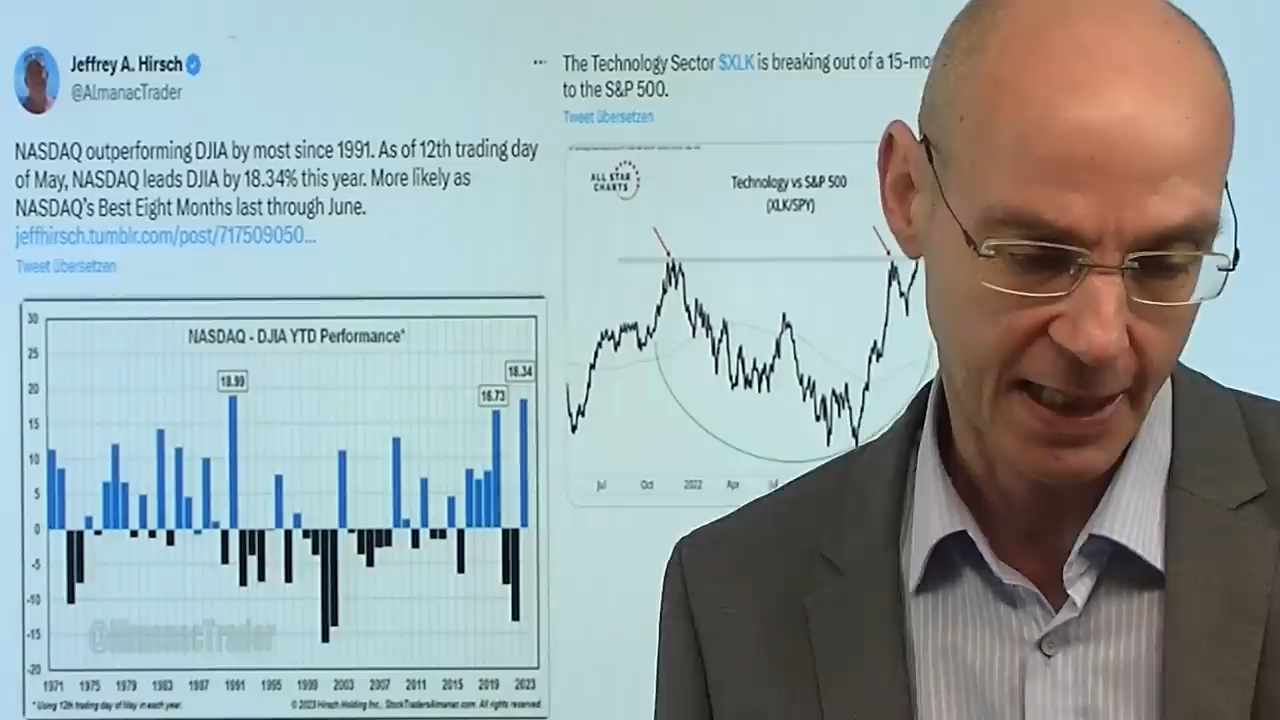 Jeffrey A. Hirsch
@AlmanacTrader
...
NASDAQ outperforming DJIA by most since 1991. As of 12th trading day
of May, NASDAQ leads DJIA by 18.34% this year. More likely as
NASDAQ's Best Eight Months last through June.
jeffhirsch.tumblr.com/post/717509050...
Tweet übersetzen
NASDAQ - DJIA YTD Performance*
30
25
20
15
10
5
0
-5
-10
-15
-20
18.99
16.73
18.34
@AlmanacTrader
1971 1975 1979 1983 1987 1991 1995 1999 2003 2007 2011 2015 2019 2023
* Using 12th trading day of May in each year.
© 2023 Hirsch Holding Inc., StockTradersAlmanac.com. All rights reserved
The Technology Sector $XLK is breaking out of a 15-mo
to the S&P 500.
Tweet übersetzen
ALL STAR
CHARTS
Technology vs S&P 500
(XLK/SPY)
Jul Oct 2022 Apr Jul